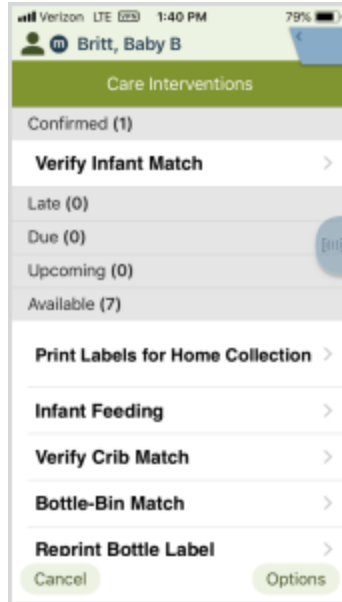 Verizon LTE 1:40 PM 79%
m Britt, Baby B
Care Interventions
Confirmed (1)
Verify Infant Match
Late (0)
Due (0)
Upcoming (0)
Available (7)
Print Labels for Home Collection
Infant Feeding
Verify Crib Match
Bottle-Bin Match
Reprint Bottle Label
Cancel Options